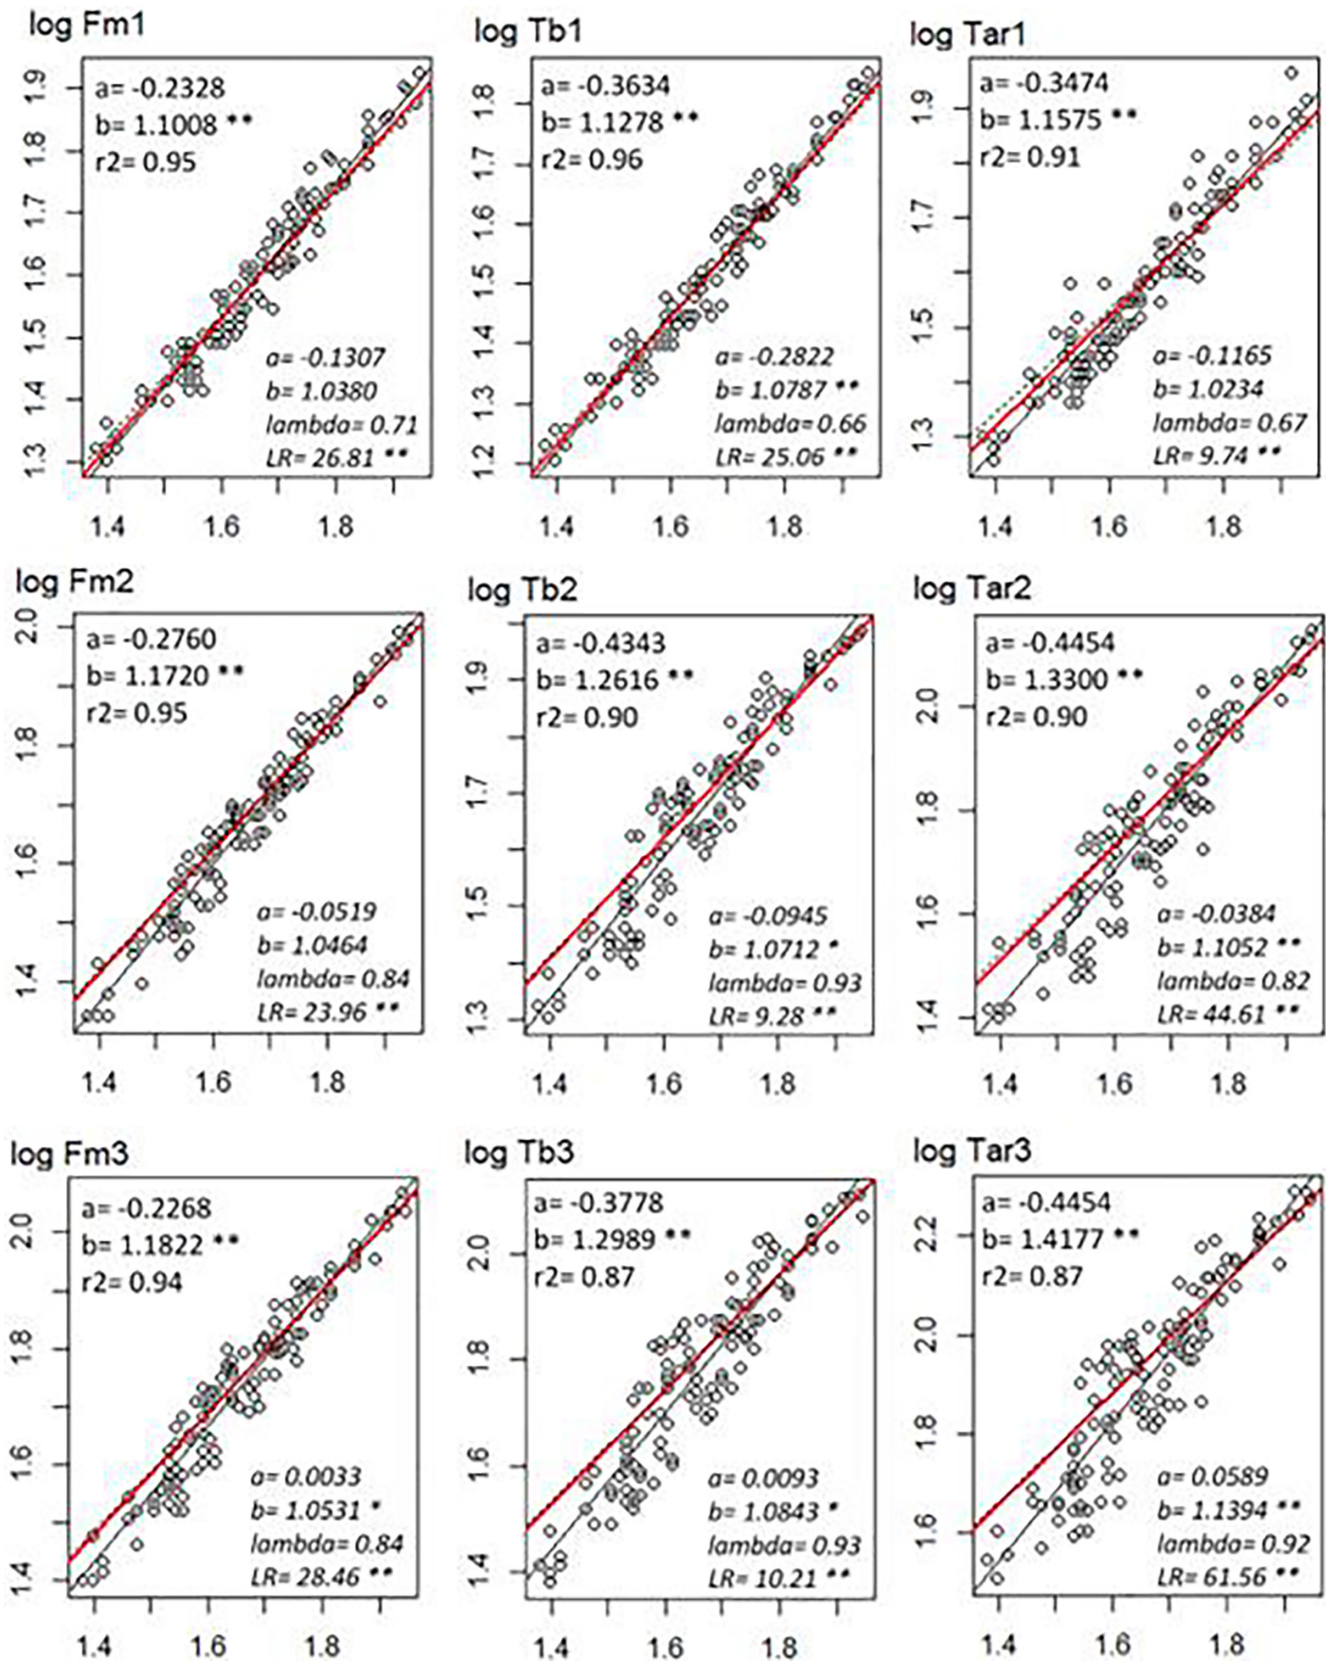 log Fm1
a= -0.2328
b= 1.1008 **
r2= 0.95
a= -0.1307
b= 1.0380
lambda= 0.71
LR= 26.81 **
1.9
1.8
1.7
1.6
1.5
1.4
1.3
1.4 1.6 1.8
log Tb1
a= -0.3634
b= 1.1278 **
r2= 0.96
a= -0.2822
b= 1.0787 **
lambda= 0.66
LR= 25.06 **
1.8
1.7
1.6
1.5
1.4
1.3
1.2
1.4 1.6 1.8
log Tar1
a= -0.3474
b= 1.1575 **
r2= 0.91
a= -0.1165
b= 1.0234
lambda= 0.67
LR= 9.74 **
1.9
1.7
1.5
1.3
1.4 1.6 1.8
log Fm2
a= -0.2760
b= 1.1720 **
r2= 0.95
a= -0.0519
b= 1.0464
lambda= 0.84
LR= 23.96 **
2.0
1.8
1.6
1.4
1.4 1.6 1.8
log Tb2
a= -0.4343
b= 1.2616 **
r2= 0.90
a= -0.0945
b= 1.0712 *
lambda= 0.93
LR= 9.28 **
1.9
1.7
1.5
1.3
1.4 1.6 1.8
log Tar2
a= -0.4454
b= 1.3300 **
r2= 0.90
a= -0.0384
b= 1.1052 **
lambda= 0.82
LR= 44.61 **
2.0
1.8
1.6
1.4
1.4 1.6 1.8
log Fm3
a= -0.2268
b= 1.1822 **
r2= 0.94
a= 0.0033
b= 1.0531 *
lambda= 0.84
LR= 28.46 **
2.0
1.8
1.6
1.4
1.4 1.6 1.8
log Tb3
a= -0.3778
b= 1.2989 **
r2= 0.87
a= 0.0093
b= 1.0843 *
lambda= 0.93
LR= 10.21 **
2.0
1.8
1.6
1.4
1.4 1.6 1.8
log Tar3
a= -0.4454
b= 1.4177 **
r2= 0.87
a= 0.0589
b= 1.1394 **
lambda= 0.92
LR= 61.56 **
2.2
2.0
1.8
1.6
1.4 1.6 1.8